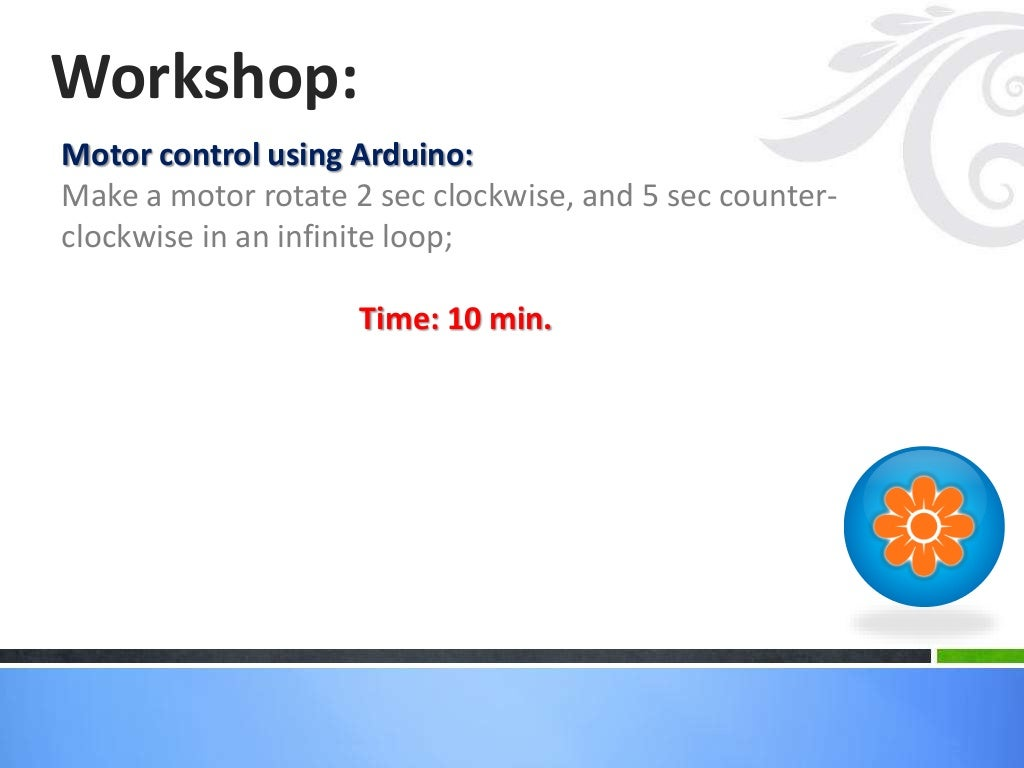 Workshop:
Motor control using Arduino:
Make a motor rotate 2 sec clockwise, and 5 sec counter-
clockwise in an infinite loop;
Time: 10 min.